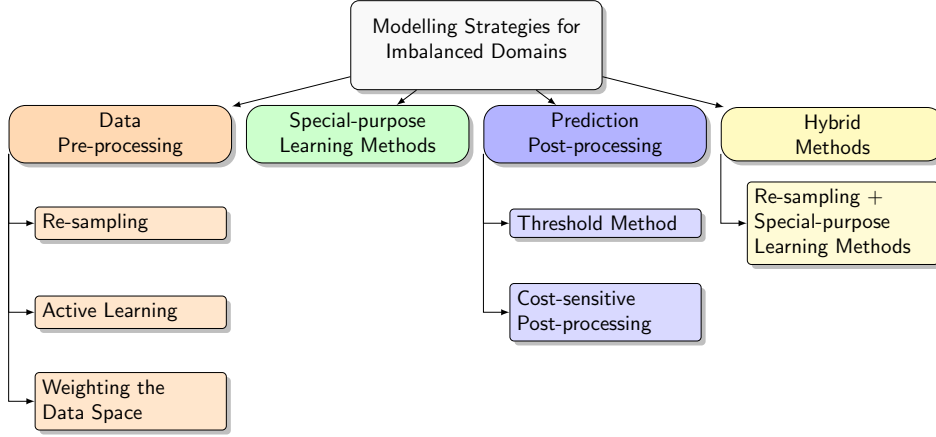 Modelling Strategies for
Imbalanced Domains
Data
Pre-processing
Special-purpose
Learning Methods
Prediction
Post-processing
Hybrid
Methods
Re-sampling
Active Learning
Weighting the
Data Space
Threshold Method
Cost-sensitive
Post-processing
Re-sampling +
Special-purpose
Learning Methods